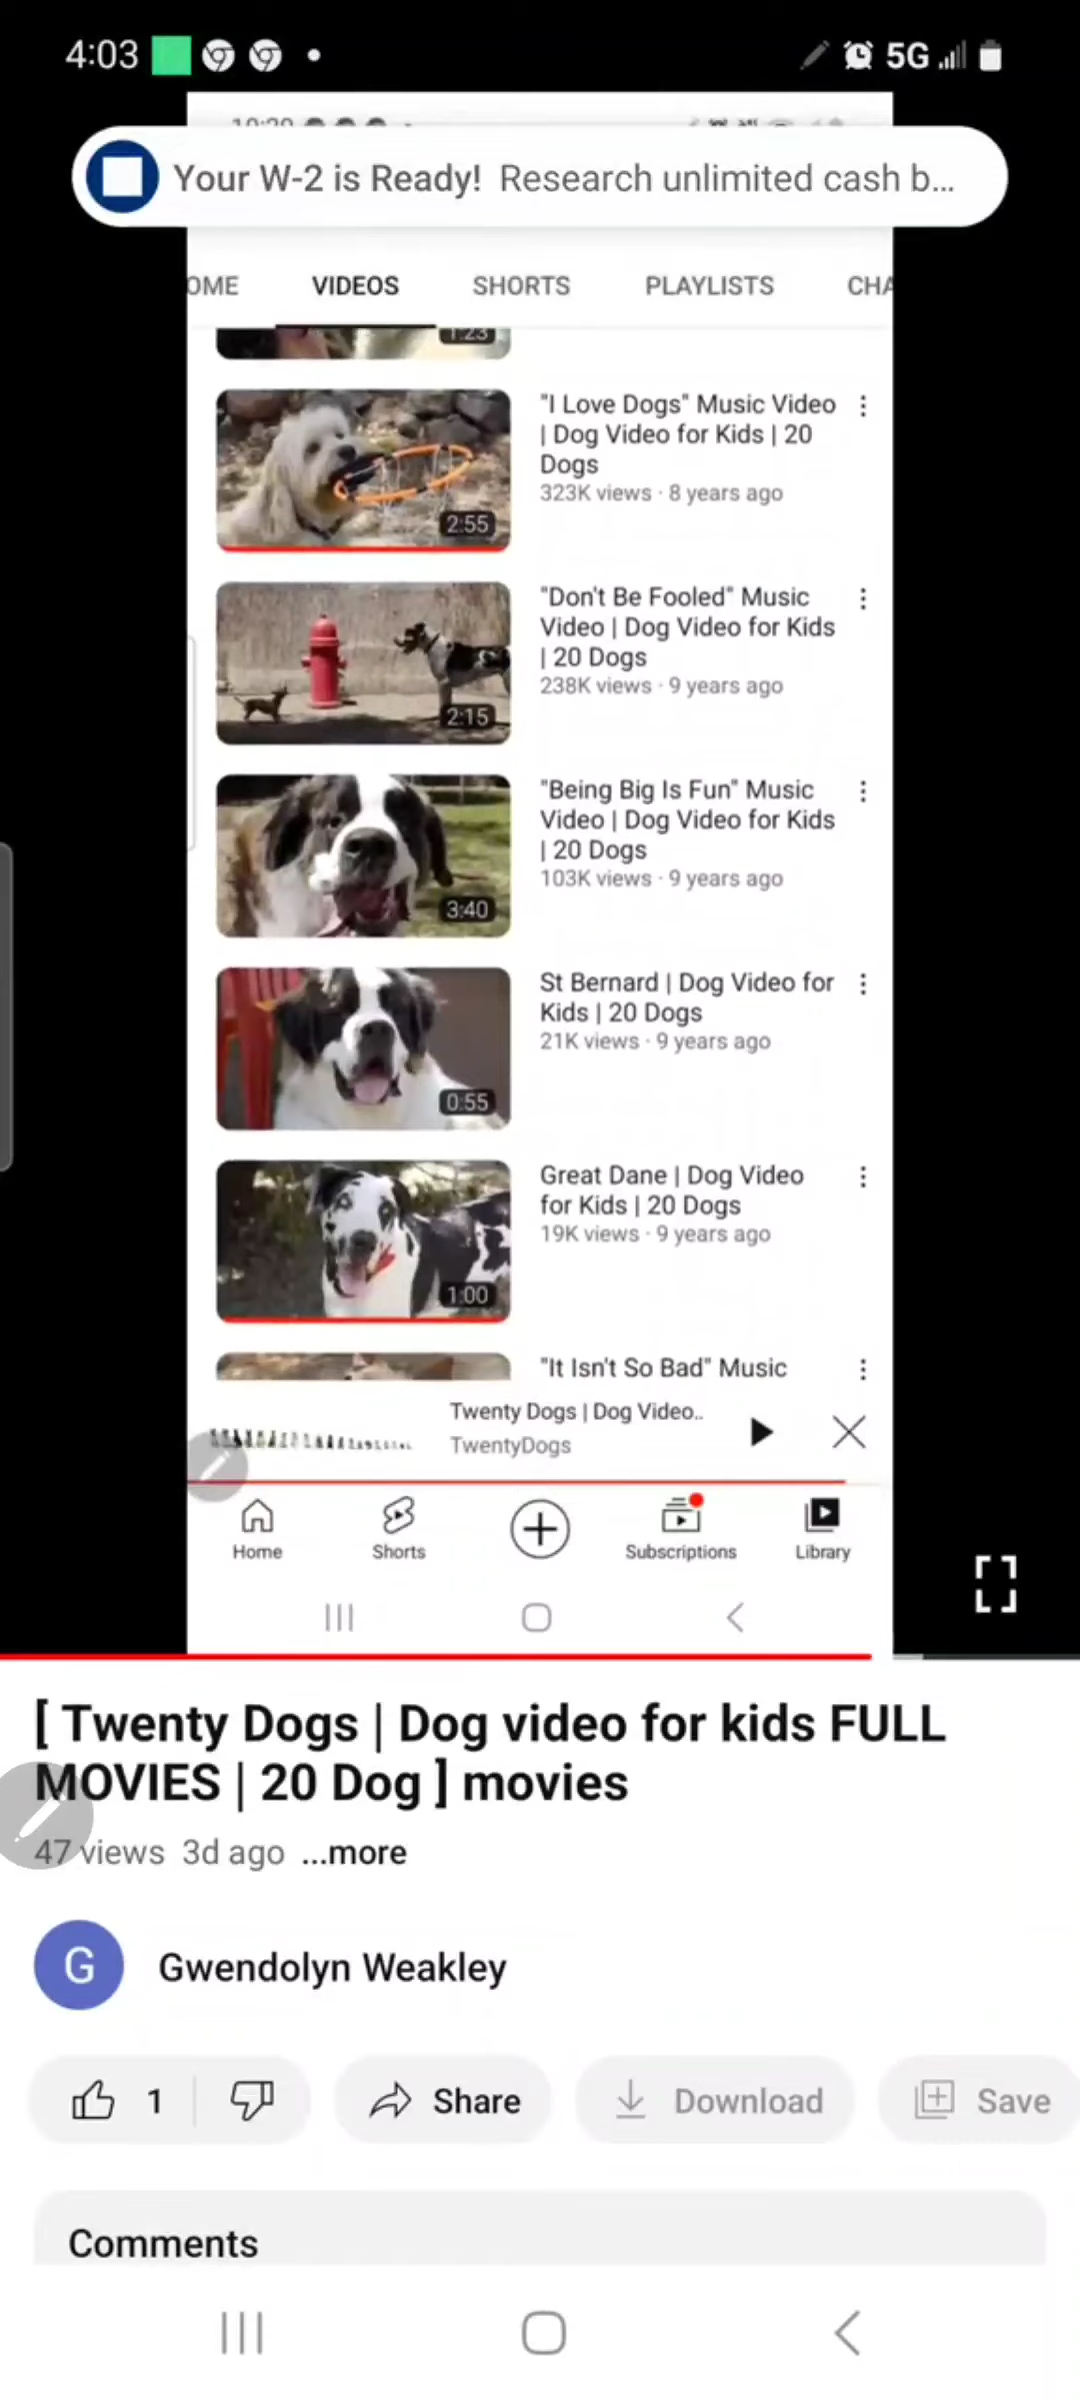 4:03
5G
Your W-2 is Ready! Research unlimited cash b...
OME VIDEOS SHORTS PLAYLISTS CHA
1:23
"I Love Dogs" Music Video
| Dog Video for Kids | 20
Dogs
323K views · 8 years ago
2:55
"Don't Be Fooled" Music
Video | Dog Video for Kids
| 20 Dogs
238K views · 9 years ago
2:15
"Being Big Is Fun" Music
Video | Dog Video for Kids
| 20 Dogs
103K views · 9 years ago
3:40
St Bernard | Dog Video for
Kids | 20 Dogs
21K views · 9 years ago
0:55
Great Dane | Dog Video
for Kids | 20 Dogs
19K views · 9 years ago
1:00
"It Isn't So Bad" Music
Twenty Dogs | Dog Video..
TwentyDogs
Home Shorts Subscriptions Library
[ Twenty Dogs | Dog video for kids FULL
MOVIES | 20 Dog ] movies
47 views 3d ago ...more
G Gwendolyn Weakley
1 Share Download Save
Comments